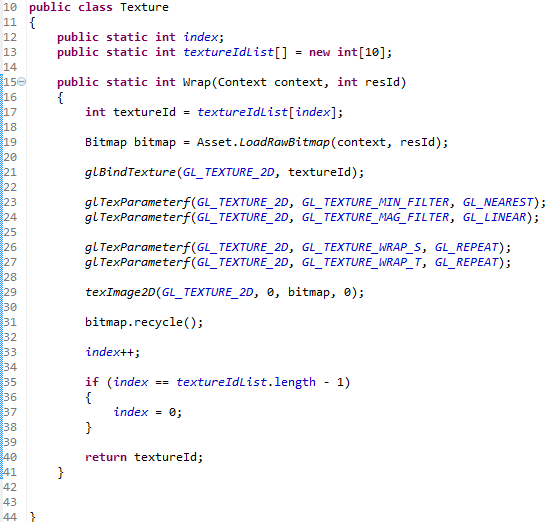 10 public class Texture
11 {
12     public static int index;
13     public static int textureIdList[] = new int[10];
14
15     public static int Wrap(Context context, int resId)
16     {
17         int textureId = textureIdList[index];
18
19         Bitmap bitmap = Asset.LoadRawBitmap(context, resId);
20
21         glBindTexture(GL_TEXTURE_2D, textureId);
22
23         glTexParameterf(GL_TEXTURE_2D, GL_TEXTURE_MIN_FILTER, GL_NEAREST);
24         glTexParameterf(GL_TEXTURE_2D, GL_TEXTURE_MAG_FILTER, GL_LINEAR);
25
26         glTexParameterf(GL_TEXTURE_2D, GL_TEXTURE_WRAP_S, GL_REPEAT);
27         glTexParameterf(GL_TEXTURE_2D, GL_TEXTURE_WRAP_T, GL_REPEAT);
28
29         texImage2D(GL_TEXTURE_2D, 0, bitmap, 0);
30
31         bitmap.recycle();
32
33         index++;
34
35         if (index == textureIdList.length - 1)
36         {
37             index = 0;
38         }
39
40         return textureId;
41     }
42
43
44 }